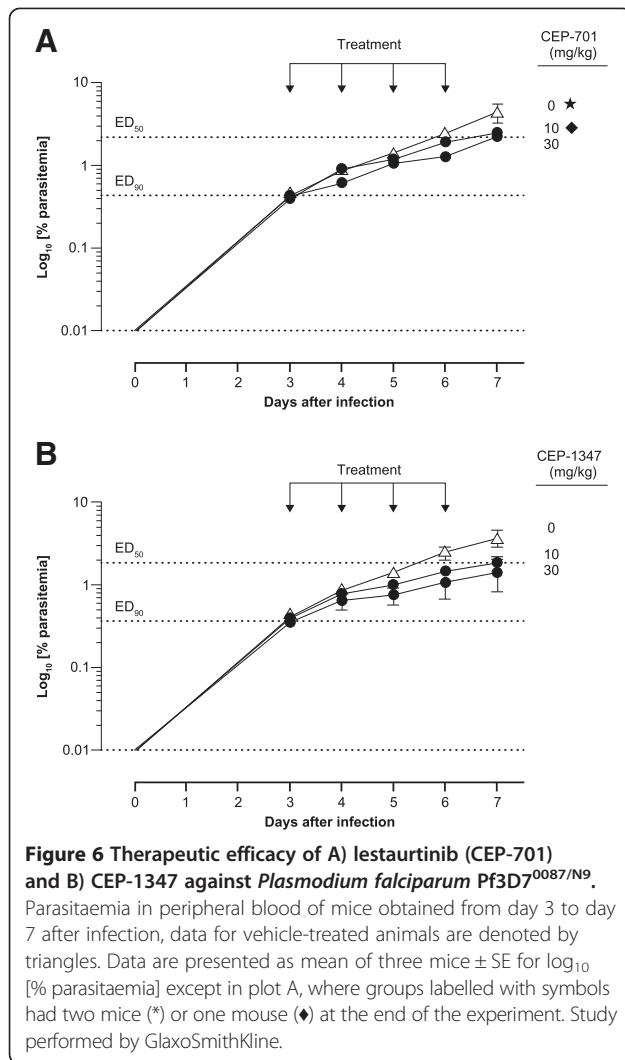 A
Treatment
CEP-701
(mg/kg)
10
ED50
0 ★
10 ♦
30
1
ED90
Log10 [% parasitemia]
0.1
0.01
0 1 2 3 4 5 6 7
Days after infection
B
Treatment
CEP-1347
(mg/kg)
10
0
ED50
10
30
1
ED90
Log10 [% parasitemia]
0.1
0.01
0 1 2 3 4 5 6 7
Days after infection
Figure 6 Therapeutic efficacy of A) lestaurtinib (CEP-701)
and B) CEP-1347 against Plasmodium falciparum Pf3D7^0087/N9.
Parasitaemia in peripheral blood of mice obtained from day 3 to day
7 after infection, data for vehicle-treated animals are denoted by
triangles. Data are presented as mean of three mice ± SE for log10
[% parasitaemia] except in plot A, where groups labelled with symbols
had two mice (*) or one mouse (♦) at the end of the experiment. Study
performed by GlaxoSmithKline.